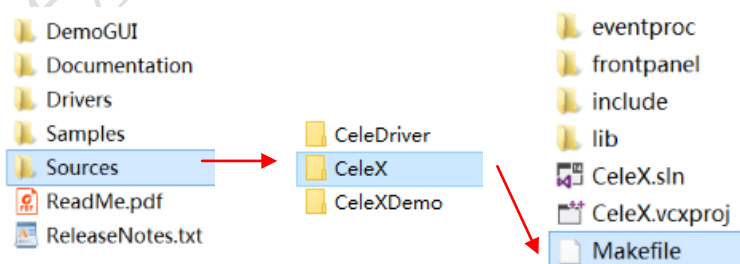 DemoGUI
Documentation
Drivers
Samples
Sources
ReadMe.pdf
ReleaseNotes.txt
CeleDriver
CeleX
CeleXDemo
eventproc
frontpanel
include
lib
CeleX.sln
CeleX.vcxproj
Makefile